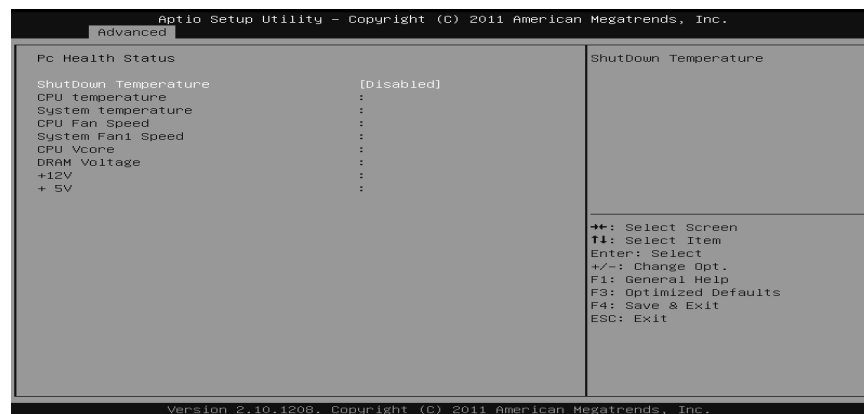 Aptio Setup Utility – Copyright (C) 2011 American Megatrends, Inc.
Advanced
Pc Health Status
ShutDown Temperature [Disabled]
CPU temperature :
System temperature :
CPU Fan Speed :
System Fan1 Speed :
CPU Vcore :
DRAM Voltage :
+12V :
+ 5V :
ShutDown Temperature
→←: Select Screen
↑↓: Select Item
Enter: Select
+/-: Change Opt.
F1: General Help
F3: Optimized Defaults
F4: Save & Exit
ESC: Exit
Version 2.10.1208. Copyright (C) 2011 American Megatrends, Inc.